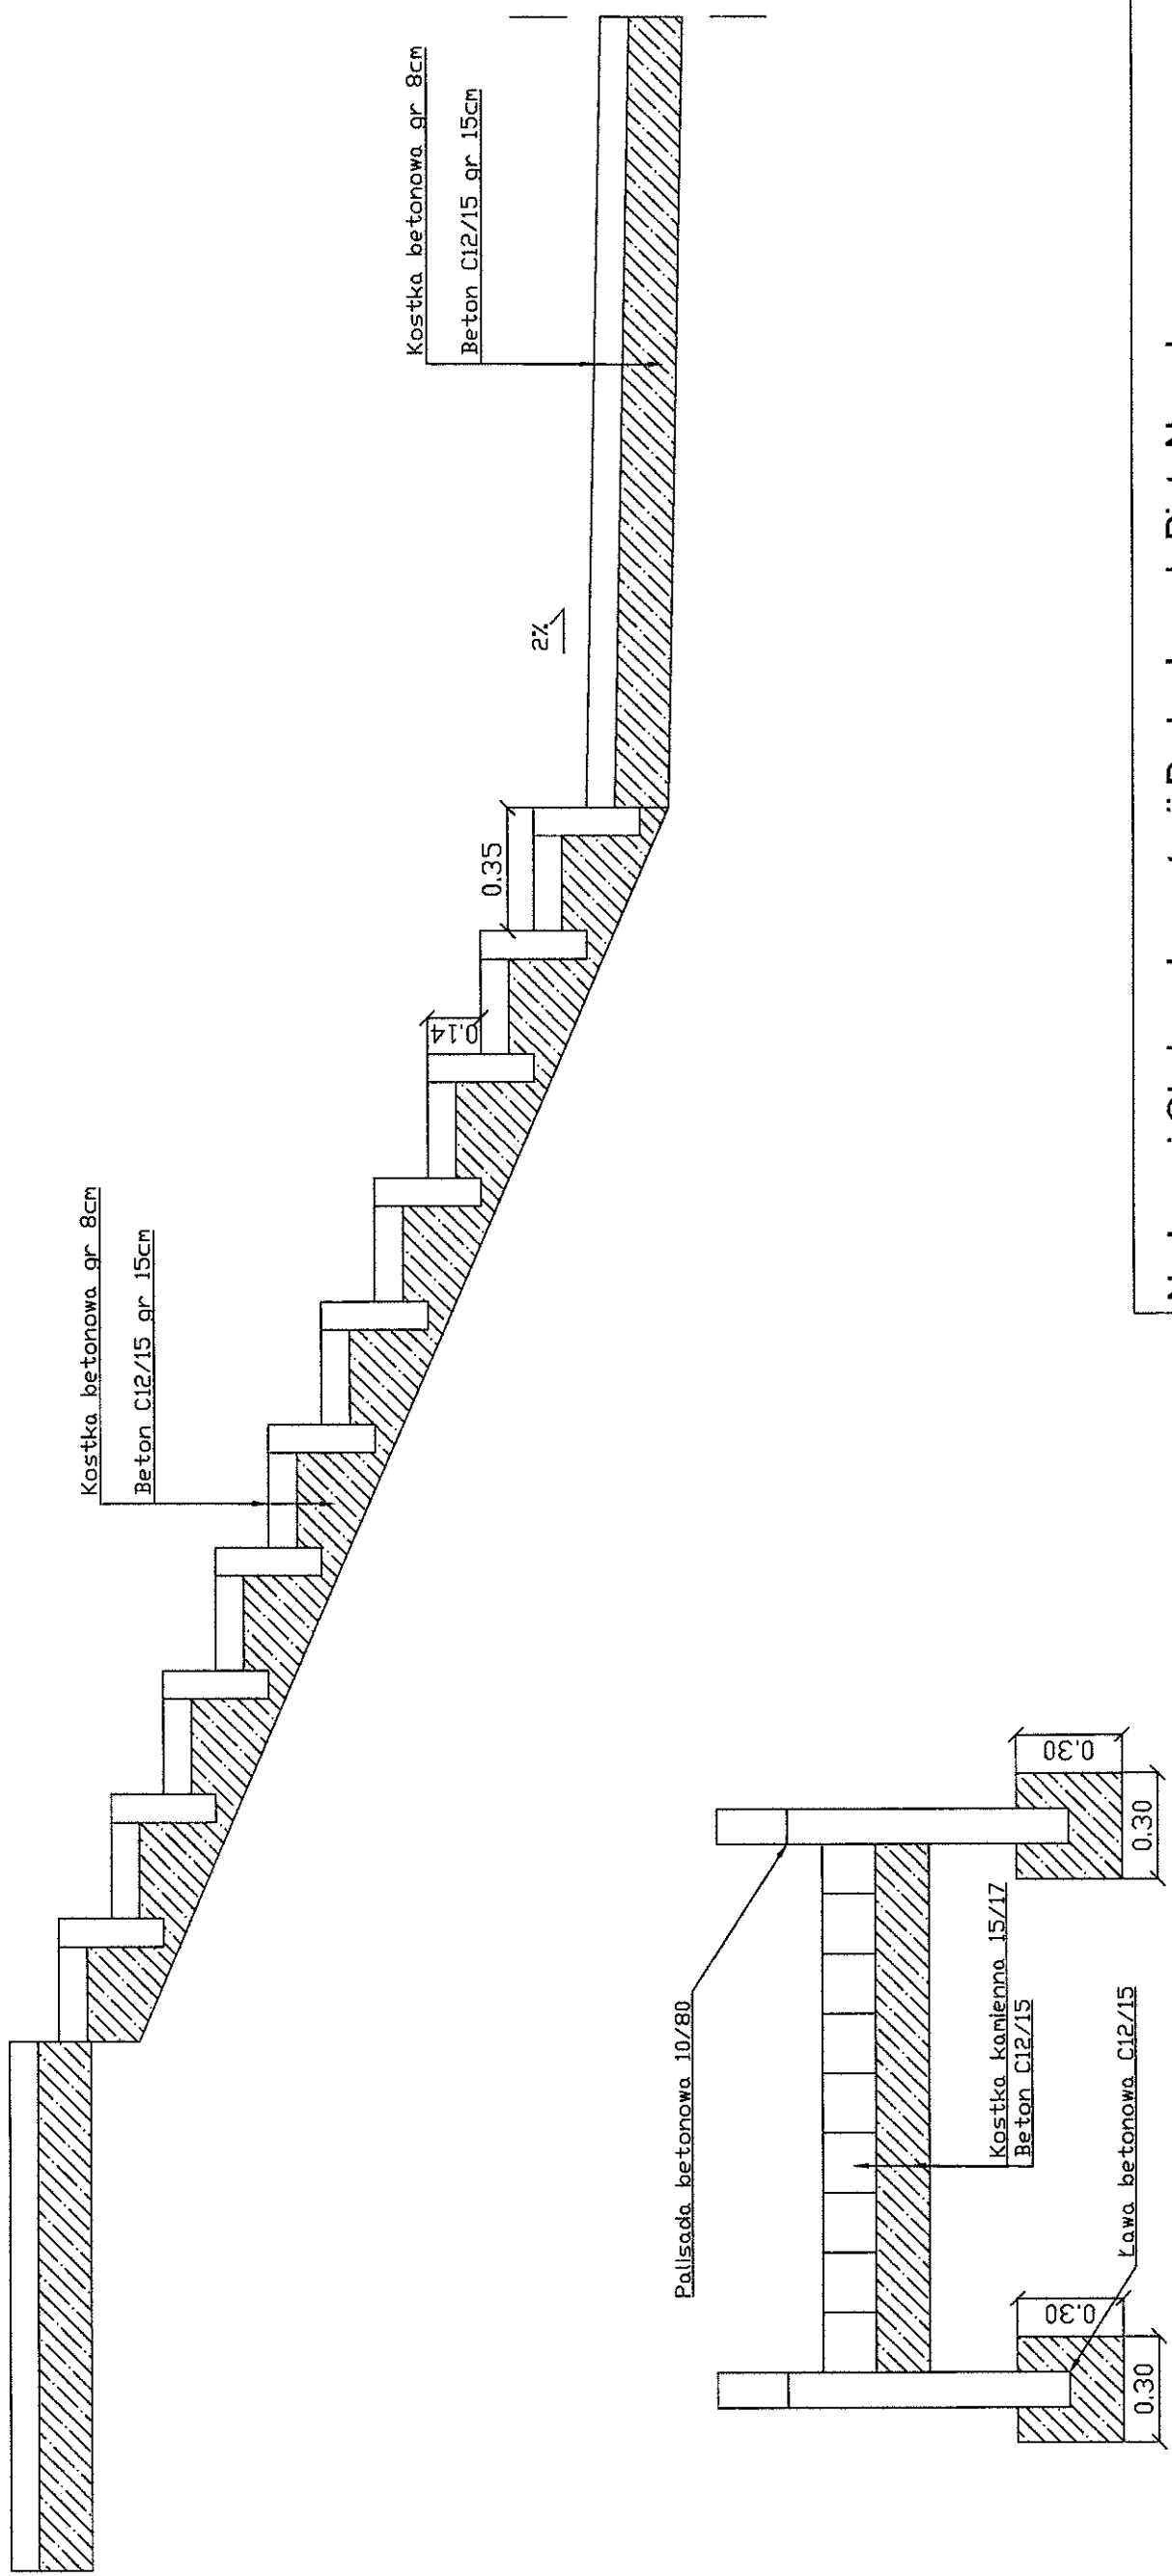 Kostka betonowa gr 8cm
Beton C12/15 gr 15cm
Kostka betonowa gr 8cm
Beton C12/15 gr 15cm
0.14
0.35
2%
Palisada betonowa 10/80
Kostka kamienna 15/17
Beton C12/15
Ława betonowa C12/15
0.30
0.30
0.30
0.30